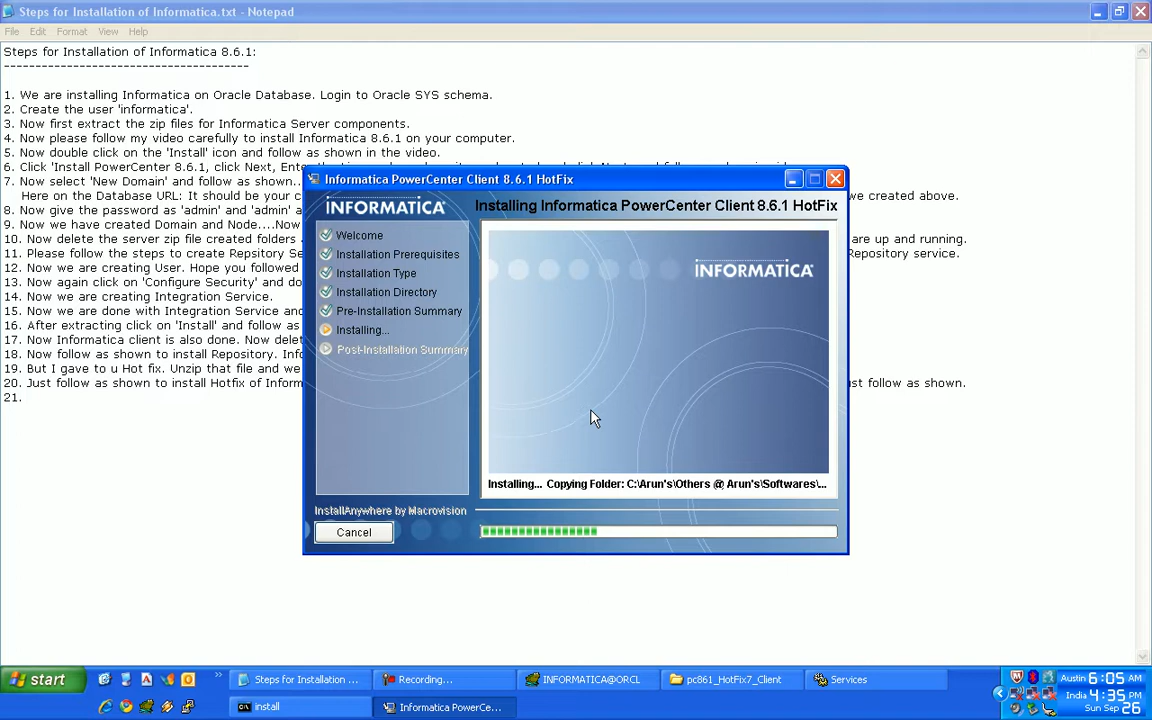 Steps for Installation of Informatica.txt - Notepad
File Edit Format View Help
Steps for Installation of Informatica 8.6.1:
--------------------------------------
1. We are installing Informatica on Oracle Database. Login to Oracle SYS schema.
2. Create the user 'informatica'.
3. Now first extract the zip files for Informatica Server components.
4. Now please follow my video carefully to install Informatica 8.6.1 on your computer.
5. Now double click on the 'Install' icon and follow as shown in the video.
6. Click 'Install PowerCenter 8.6.1, click Next,
7. Now select 'New Domain' and follow as shown...
Here on the Database URL: It should be your c we created above.
8. Now give the password as 'admin' and 'admin' a
9. Now we have created Domain and Node....Now
10. Now delete the server zip file created folders are up and running.
11. Please follow the steps to create Repsitory Se Repository service.
12. Now we are creating User. Hope you followed
13. Now again click on 'Configure Security' and do
14. Now we are creating Integration Service.
15. Now we are done with Integration Service and
16. After extracting click on 'Install' and follow as
17. Now Informatica client is also done. Now delet
18. Now follow as shown to install Repository. Info
19. But I gave to u Hot fix. Unzip that file and we
20. Just follow as shown to install Hotfix of Inform ust follow as shown.
21.
Informatica PowerCenter Client 8.6.1 HotFix
INFORMATICA
Installing Informatica PowerCenter Client 8.6.1 HotFix
Welcome
Installation Prerequisites
Installation Type
Installation Directory
Pre-Installation Summary
Installing...
Post-Installation Summary
INFORMATICA
Installing... Copying Folder: C:\Arun's\Others @ Arun's\Softwares\...
InstallAnywhere by Macrovision
Cancel
start
Steps for Installation ...
Recording...
INFORMATICA@ORCL
pc861_HotFix7_Client
Services
install
Informatica PowerCe...
Austin 6:05 AM
India 4:35 PM
Sun Sep 26